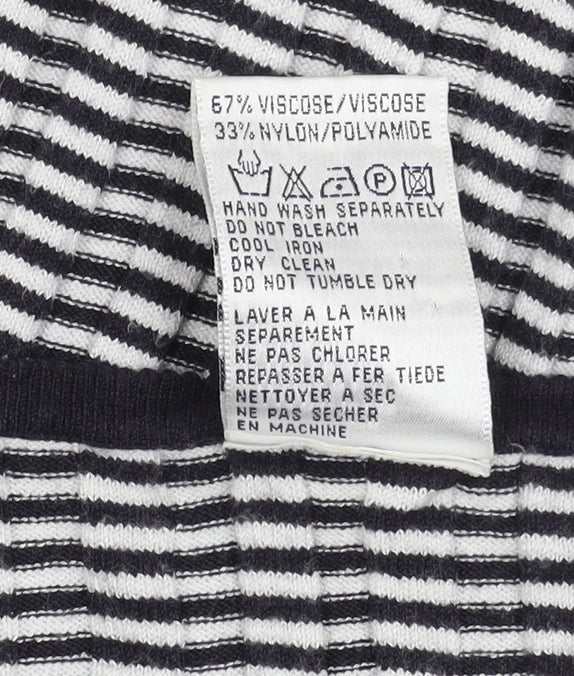 67% VISCOSE/VISCOSE
33% NYLON/POLYAMIDE
P
HAND WASH SEPARATELY
DO NOT BLEACH
COOL IRON
DRY CLEAN
DO NOT TUMBLE DRY
LAVER A LA MAIN
SEPAREMENT
NE PAS CHLORER
REPASSER A FER TIEDE
NETTOYER A SEC
NE PAS SECHER
EN MACHINE